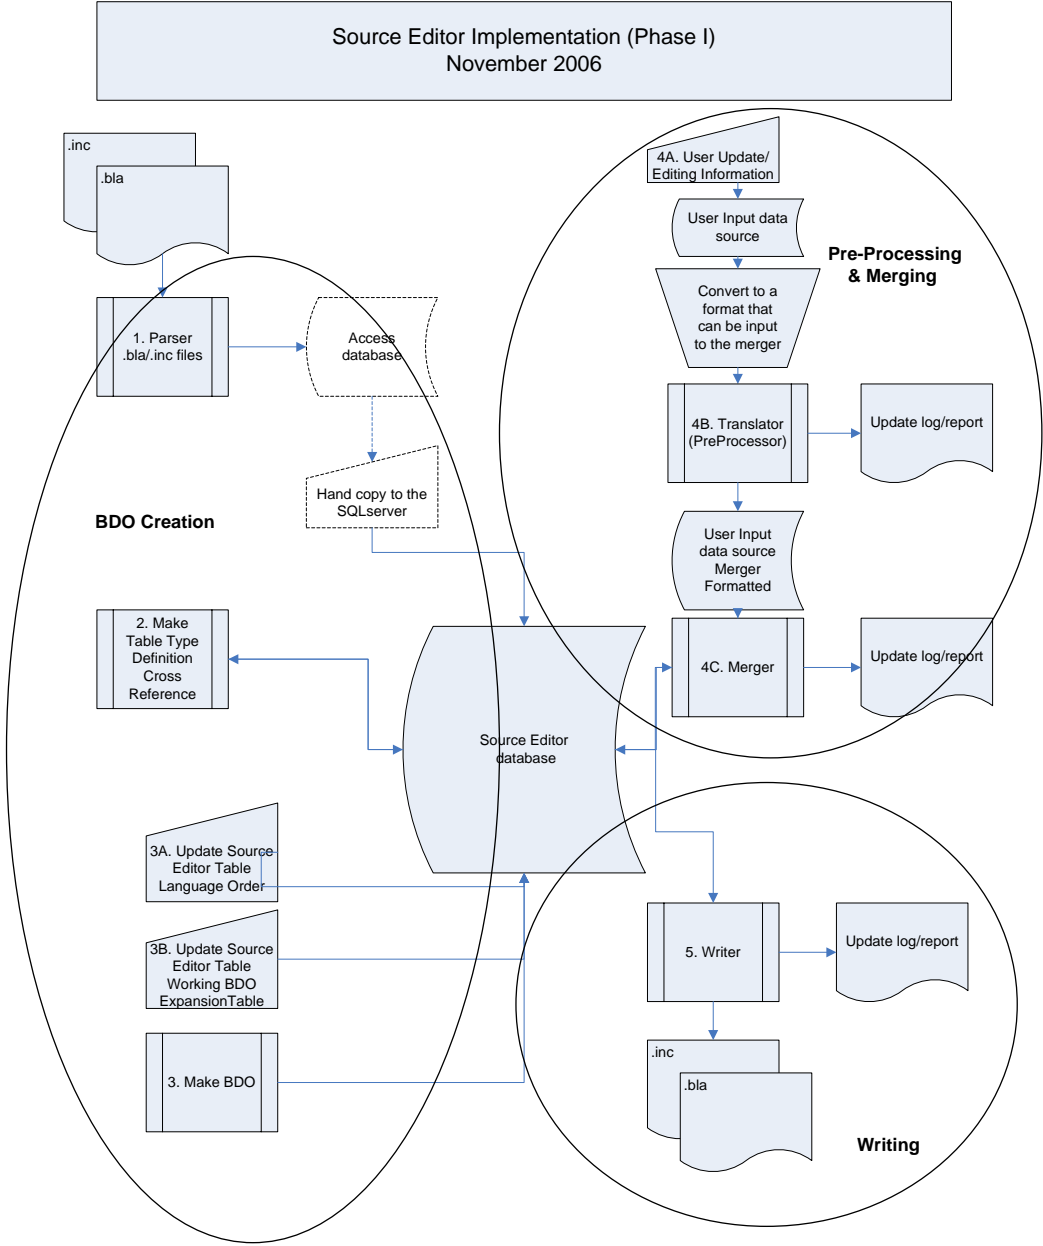 Source Editor Implementation (Phase I)
November 2006
.inc
.bla
1. Parser
.bla/.inc files
Access
database
Hand copy to the
SQLserver
BDO Creation
2. Make
Table Type
Definition
Cross
Reference
Source Editor
database
3A. Update Source
Editor Table
Language Order
3B. Update Source
Editor Table
Working BDO
ExpansionTable
3. Make BDO
4A. User Update/
Editing Information
User Input data
source
Pre-Processing
& Merging
Convert to a
format that
can be input
to the merger
4B. Translator
(PreProcessor)
Update log/report
User Input
data source
Merger
Formatted
4C. Merger
Update log/report
5. Writer
Update log/report
.inc
.bla
Writing